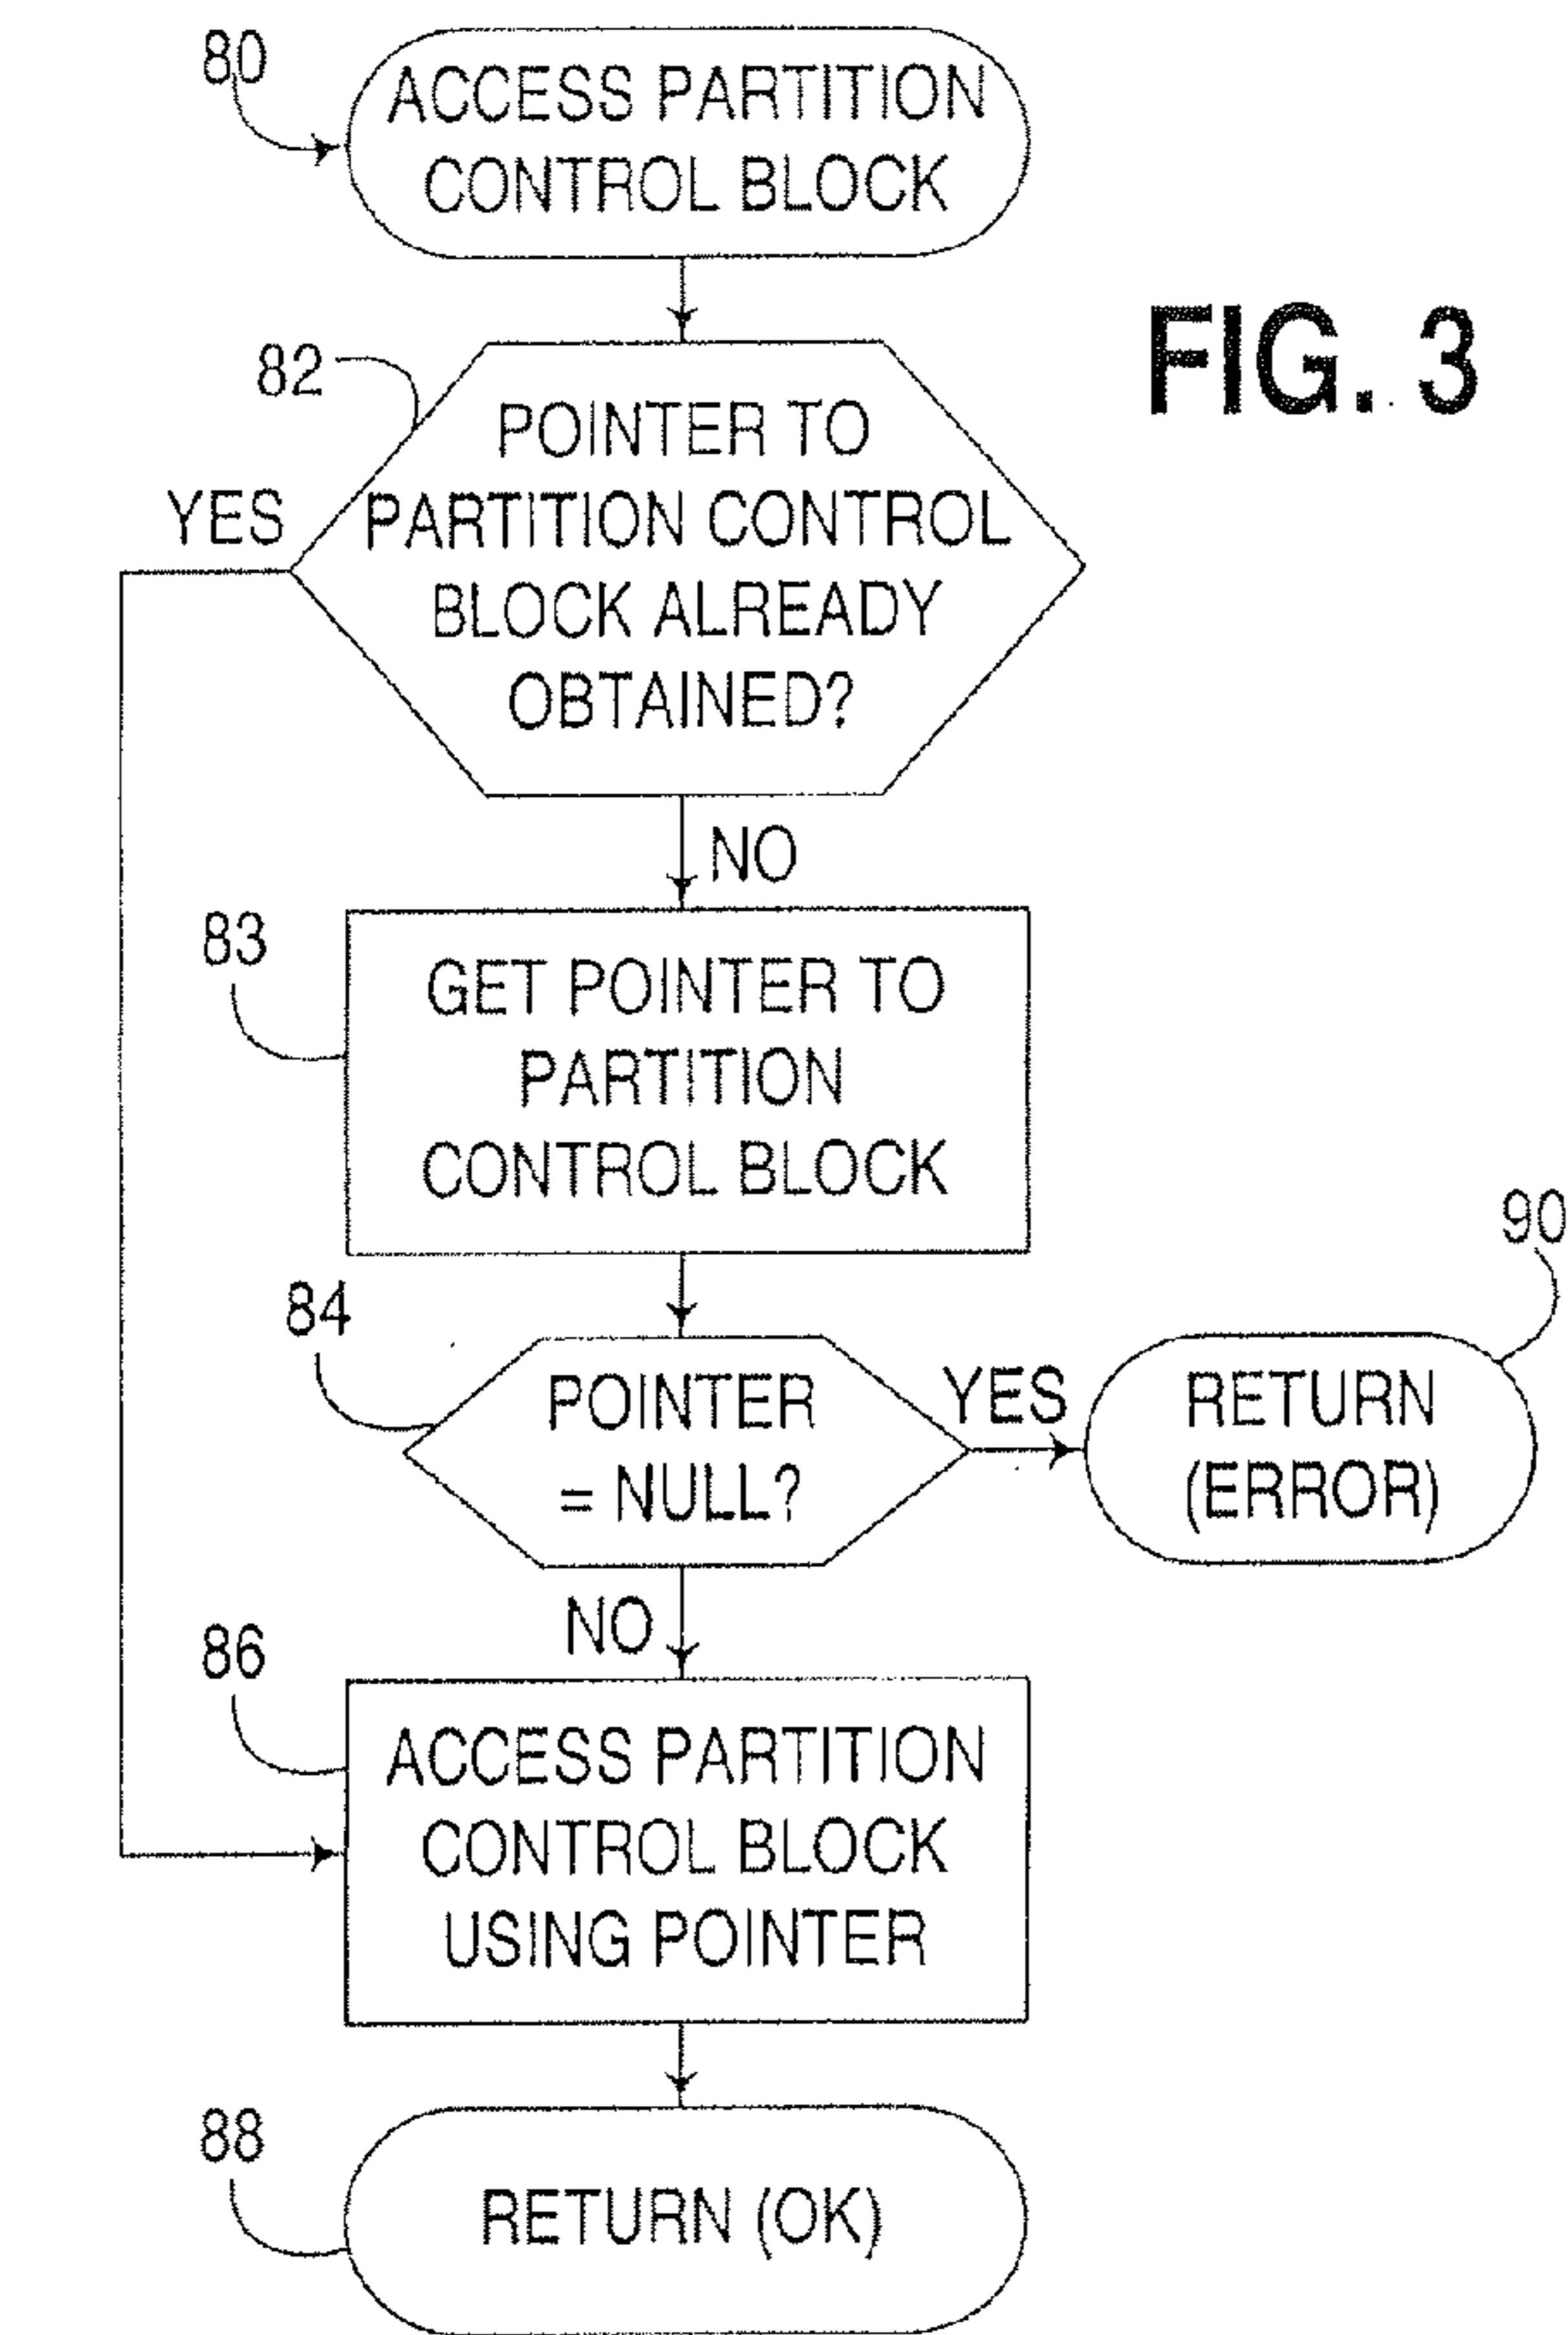 80
ACCESS PARTITION
CONTROL BLOCK
FIG. 3
82
POINTER TO
PARTITION CONTROL
BLOCK ALREADY
OBTAINED?
YES
NO
83
GET POINTER TO
PARTITION
CONTROL BLOCK
84
POINTER
= NULL?
YES
90
RETURN
(ERROR)
NO
86
ACCESS PARTITION
CONTROL BLOCK
USING POINTER
88
RETURN (OK)